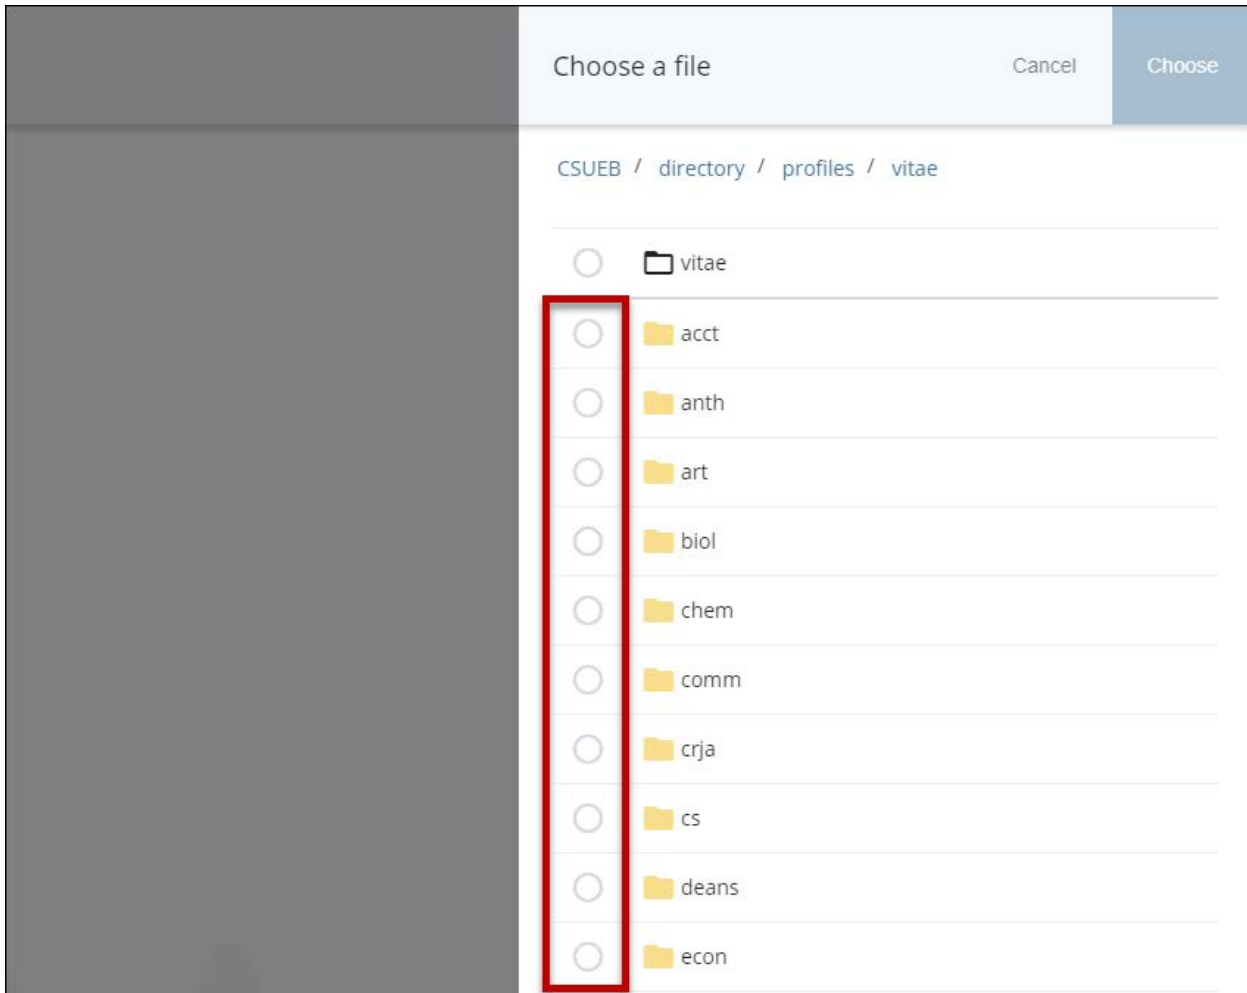 Choose a file Cancel Choose
CSUEB / directory / profiles / vitae
vitae
acct
anth
art
biol
chem
comm
crja
cs
deans
econ